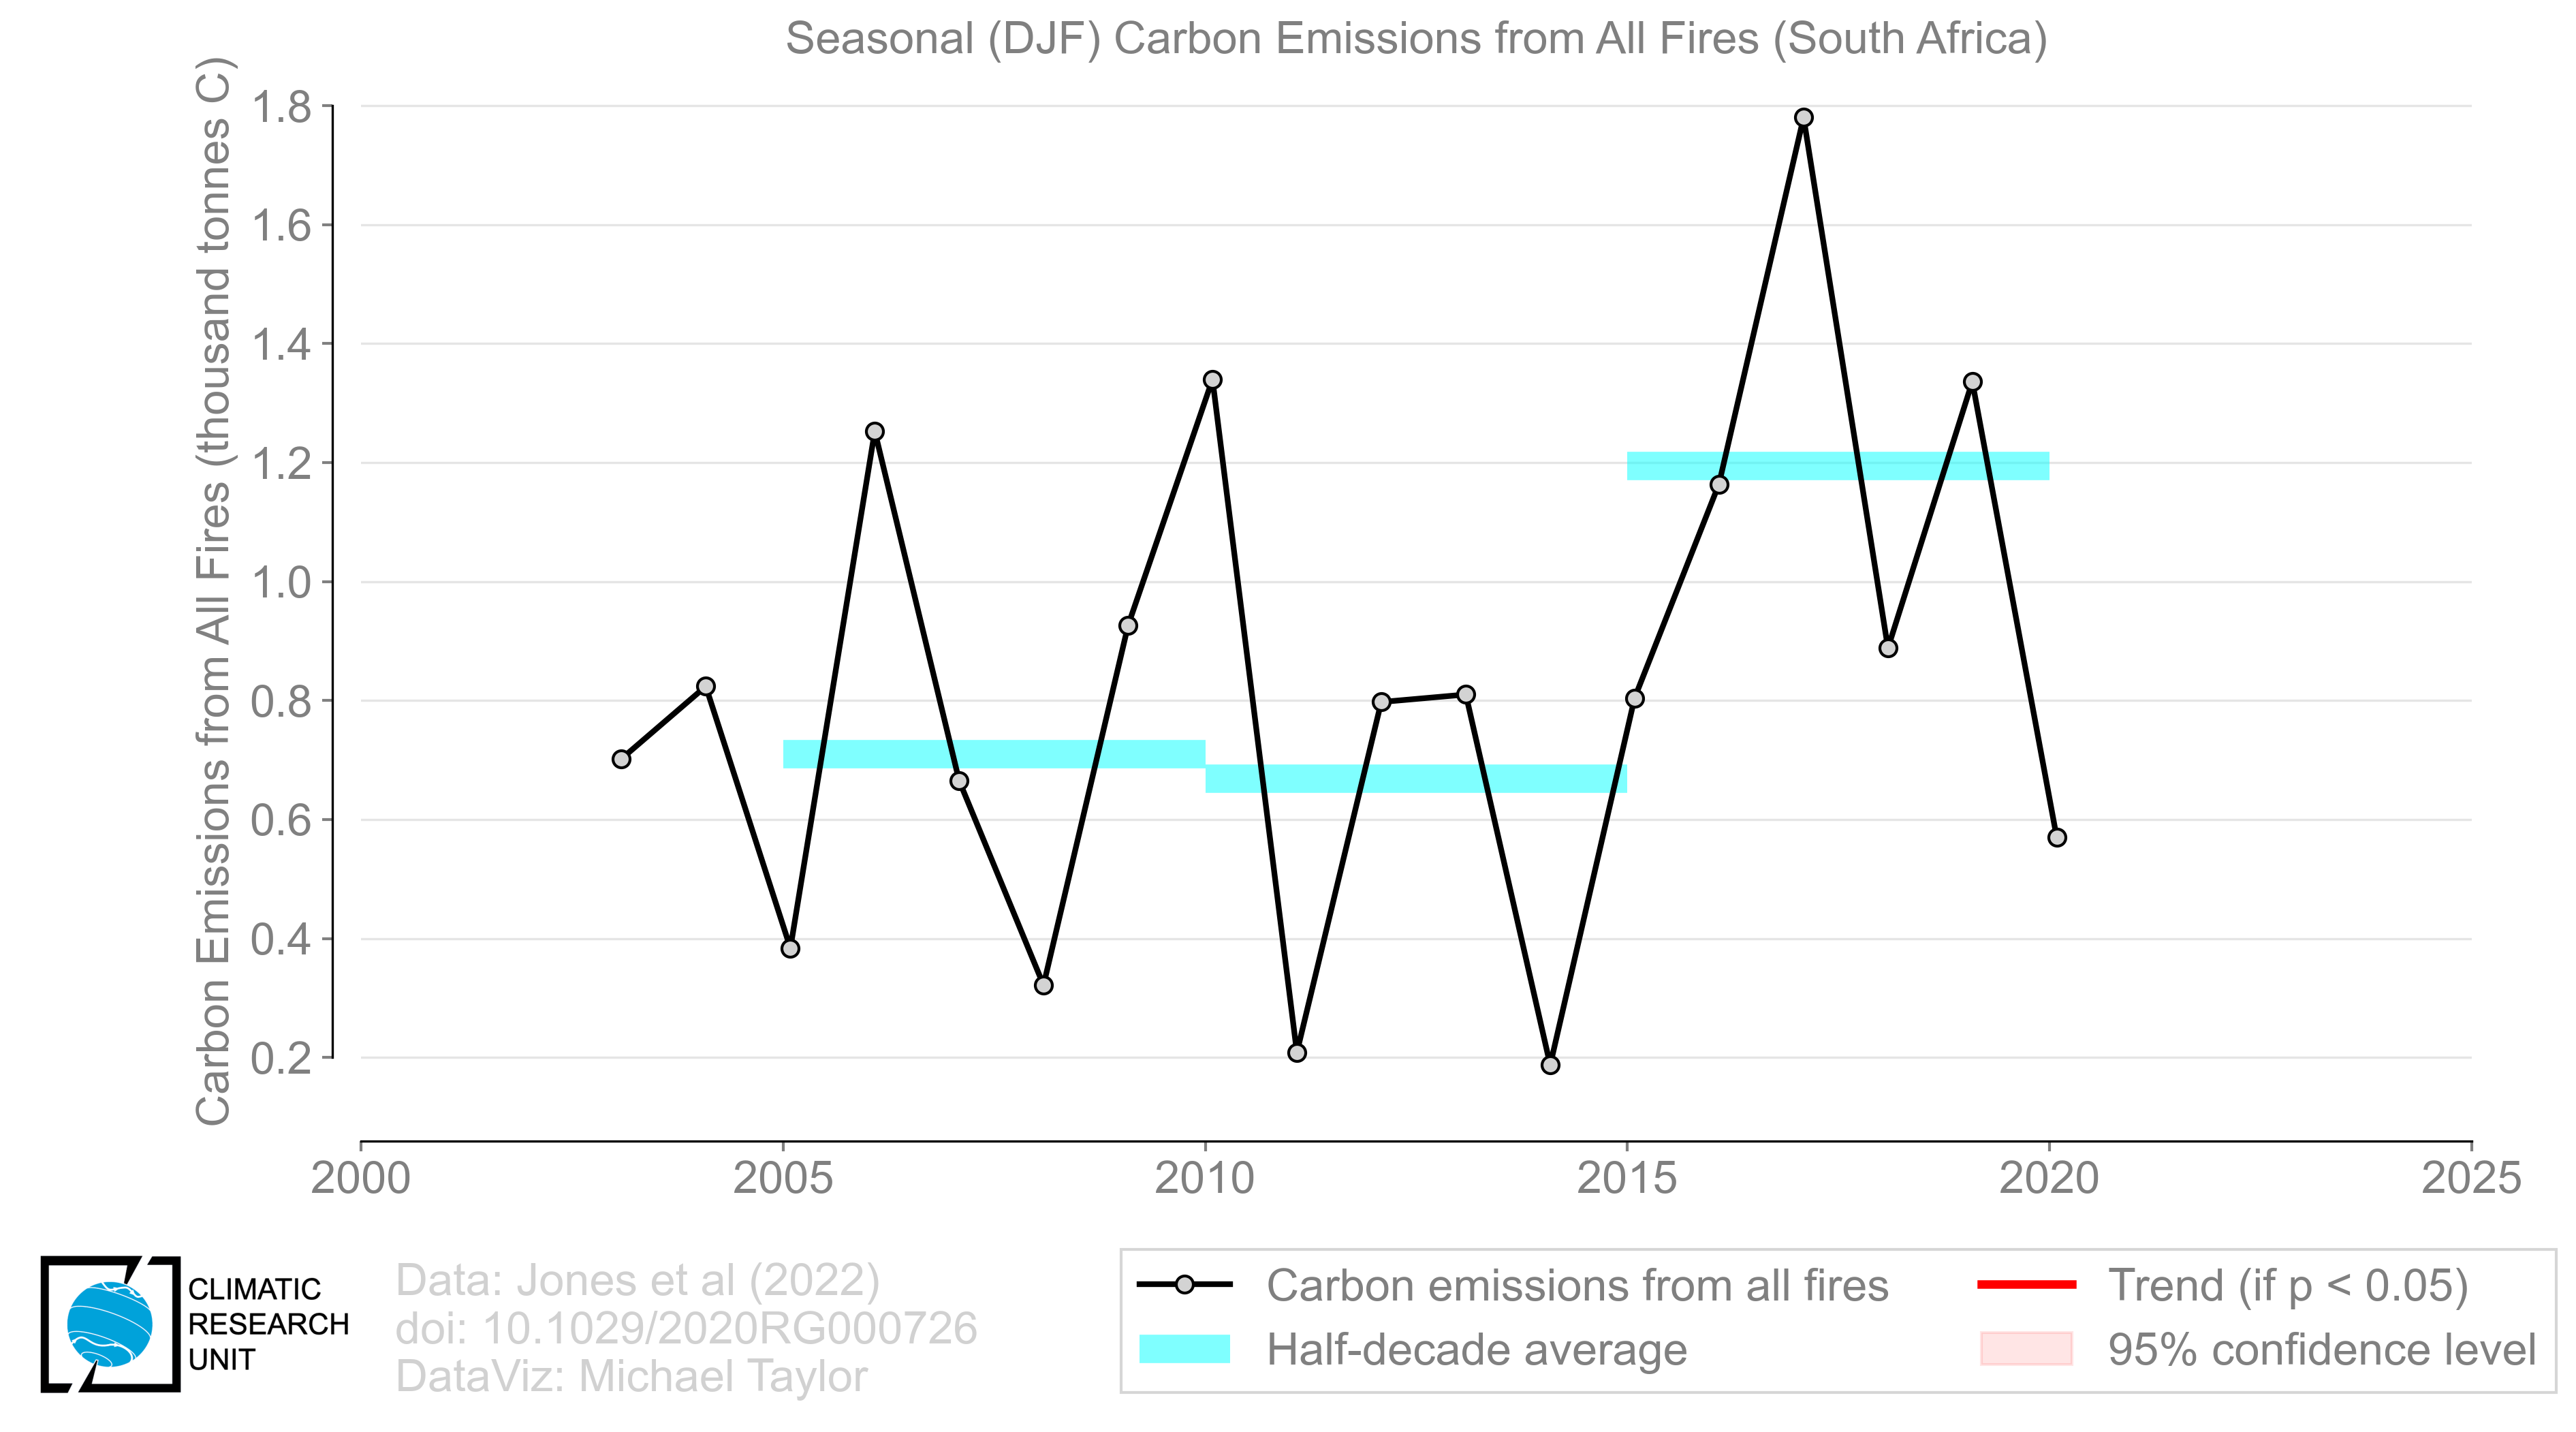 Seasonal (DJF) Carbon Emissions from All Fires (South Africa)
Carbon Emissions from All Fires (thousand tonnes C)
1.8
1.6
1.4
1.2
1.0
0.8
0.6
0.4
0.2
2000 2005 2010 2015 2020 2025
CLIMATIC
RESEARCH
UNIT
Data: Jones et al (2022)
doi: 10.1029/2020RG000726
DataViz: Michael Taylor
Carbon emissions from all fires
Half-decade average
Trend (if p < 0.05)
95% confidence level